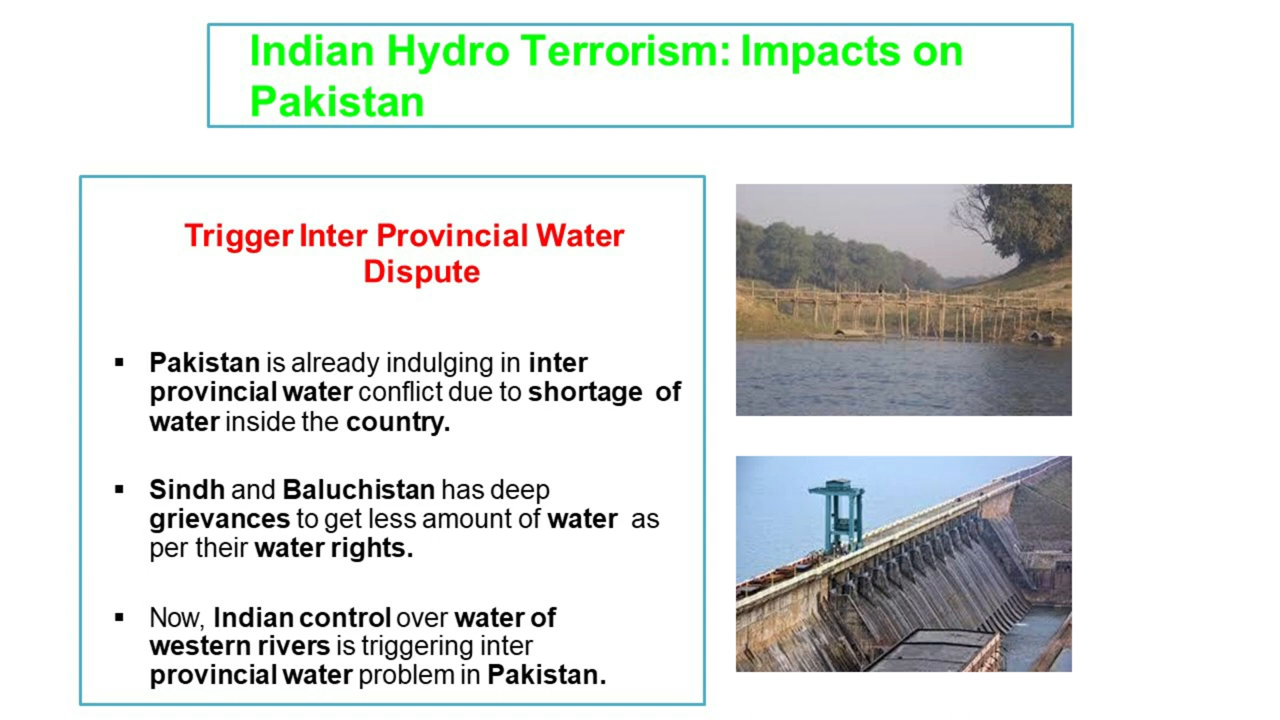 Indian Hydro Terrorism: Impacts on
Pakistan
Trigger Inter Provincial Water
Dispute
▪ Pakistan is already indulging in inter
provincial water conflict due to shortage of
water inside the country.
▪ Sindh and Baluchistan has deep
grievances to get less amount of water as
per their water rights.
▪ Now, Indian control over water of
western rivers is triggering inter
provincial water problem in Pakistan.